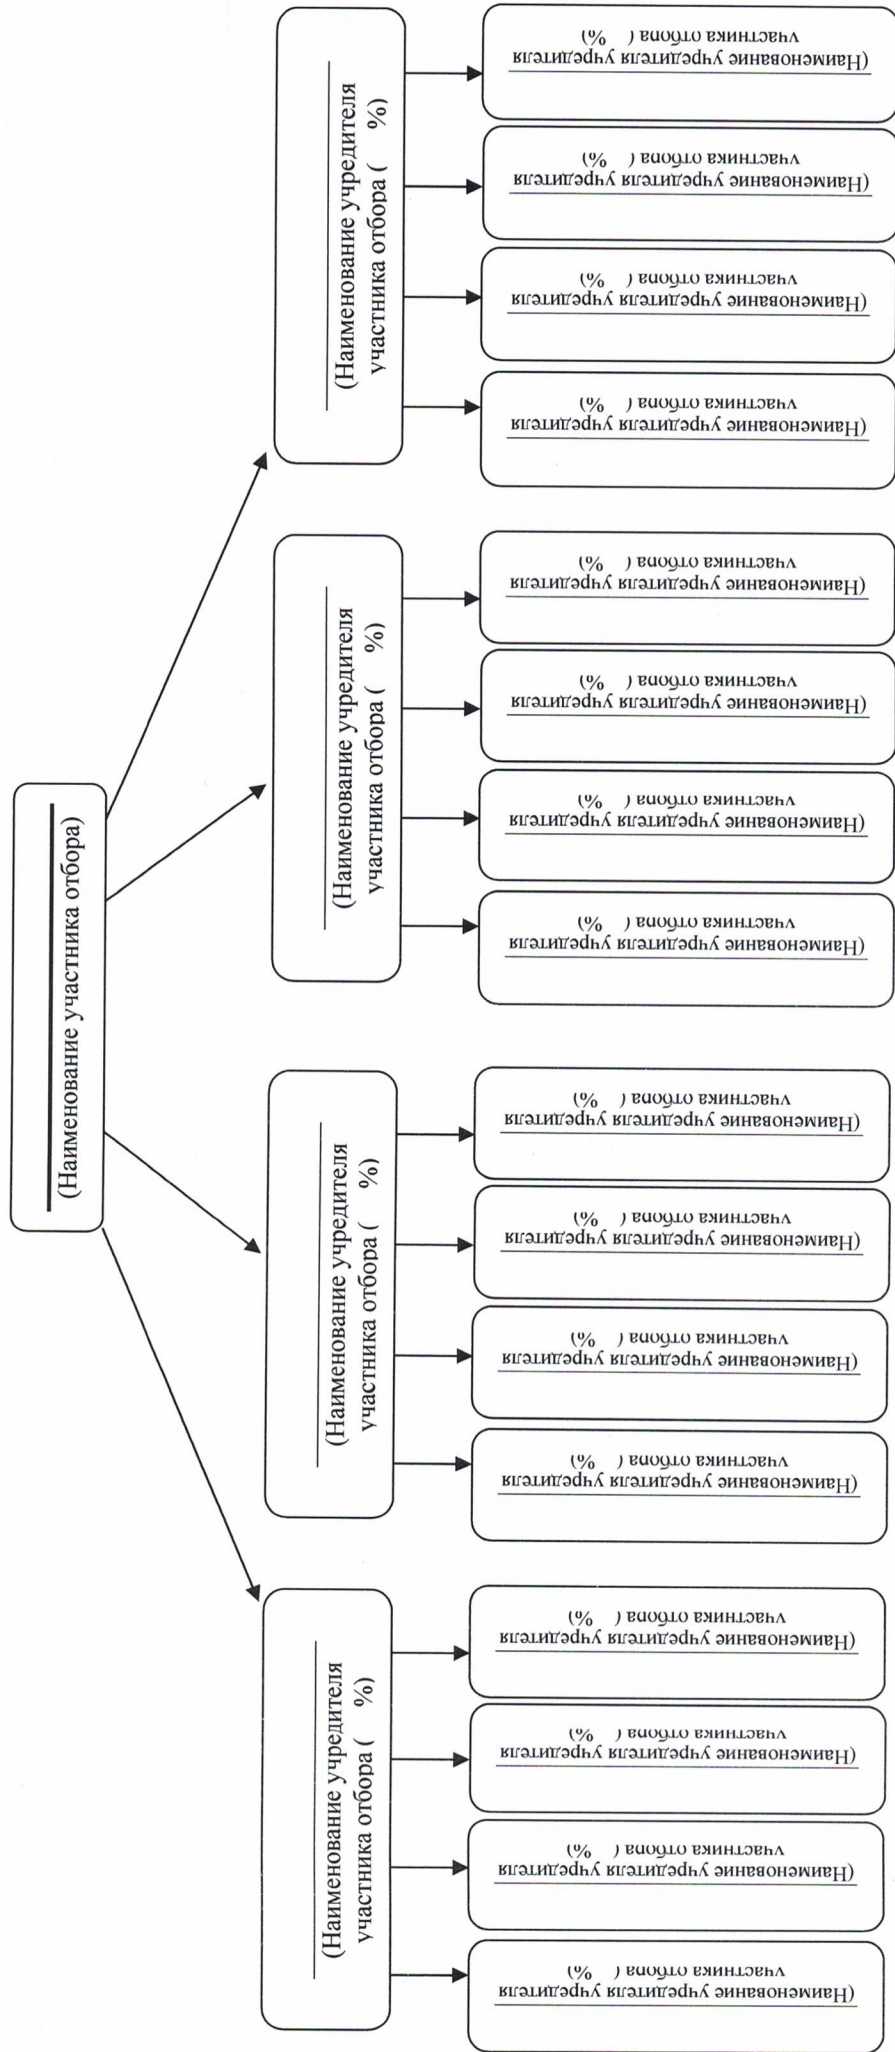 (Наименование участника отбора)
(Наименование учредителя
участника отбора ( %)
(Наименование учредителя
участника отбора ( %)
(Наименование учредителя
участника отбора ( %)
(Наименование учредителя
участника отбора ( %)
(Наименование учредителя учредителя
участника отбора ( %)
(Наименование учредителя учредителя
участника отбора ( %)
(Наименование учредителя учредителя
участника отбора ( %)
(Наименование учредителя учредителя
участника отбора ( %)
(Наименование учредителя учредителя
участника отбора ( %)
(Наименование учредителя учредителя
участника отбора ( %)
(Наименование учредителя учредителя
участника отбора ( %)
(Наименование учредителя учредителя
участника отбора ( %)
(Наименование учредителя учредителя
участника отбора ( %)
(Наименование учредителя учредителя
участника отбора ( %)
(Наименование учредителя учредителя
участника отбора ( %)
(Наименование учредителя учредителя
участника отбора ( %)
(Наименование учредителя учредителя
участника отбора ( %)
(Наименование учредителя учредителя
участника отбора ( %)
(Наименование учредителя учредителя
участника отбора ( %)
(Наименование учредителя учредителя
участника отбора ( %)